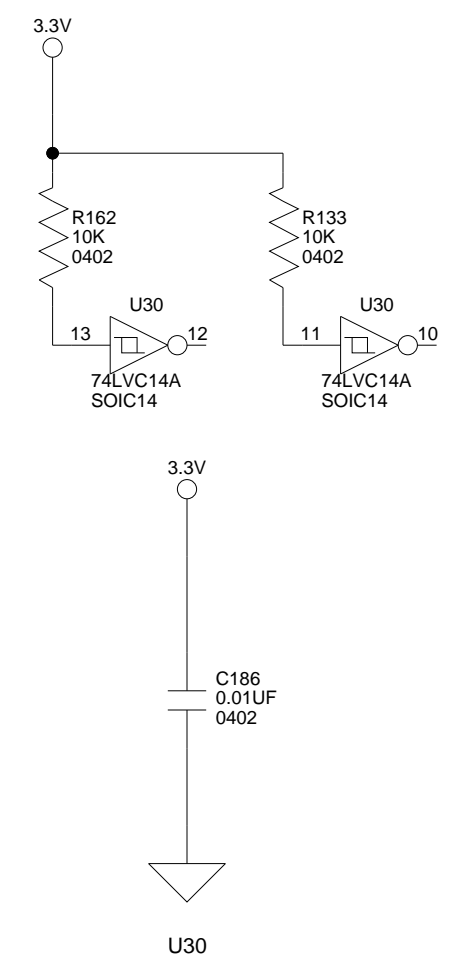 3.3V
R162
10K
0402
R133
10K
0402
U30
13
12
74LVC14A
SOIC14
U30
11
10
74LVC14A
SOIC14
3.3V
C186
0.01UF
0402
U30